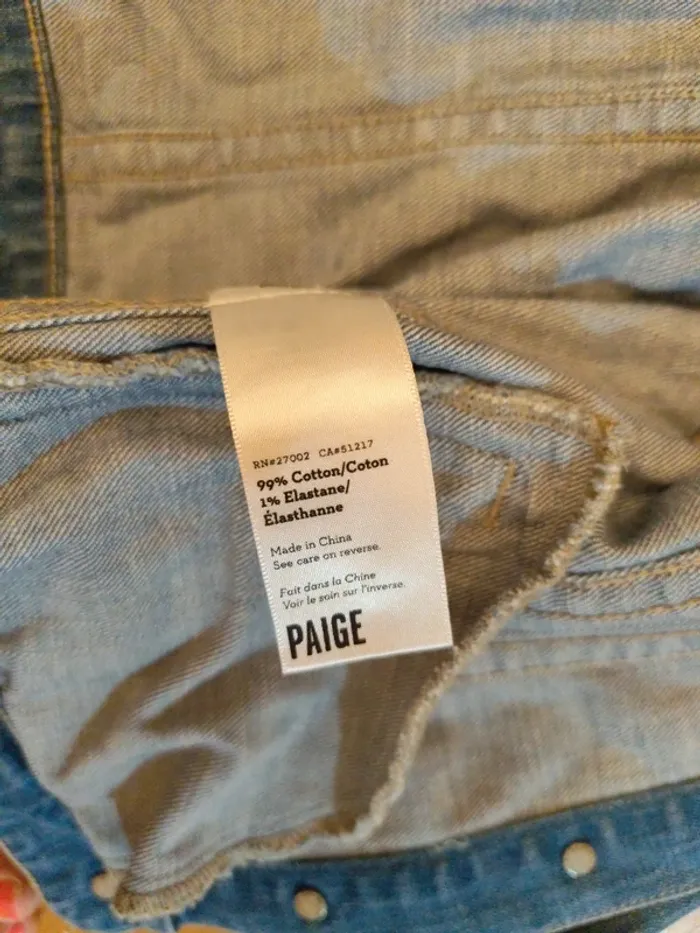 RN#27002 CA#51217
99% Cotton/Coton
1% Elastane/
Élasthanne
Made in China
See care on reverse.
Fait dans la Chine
Voir le soin sur l'inverse.
PAIGE